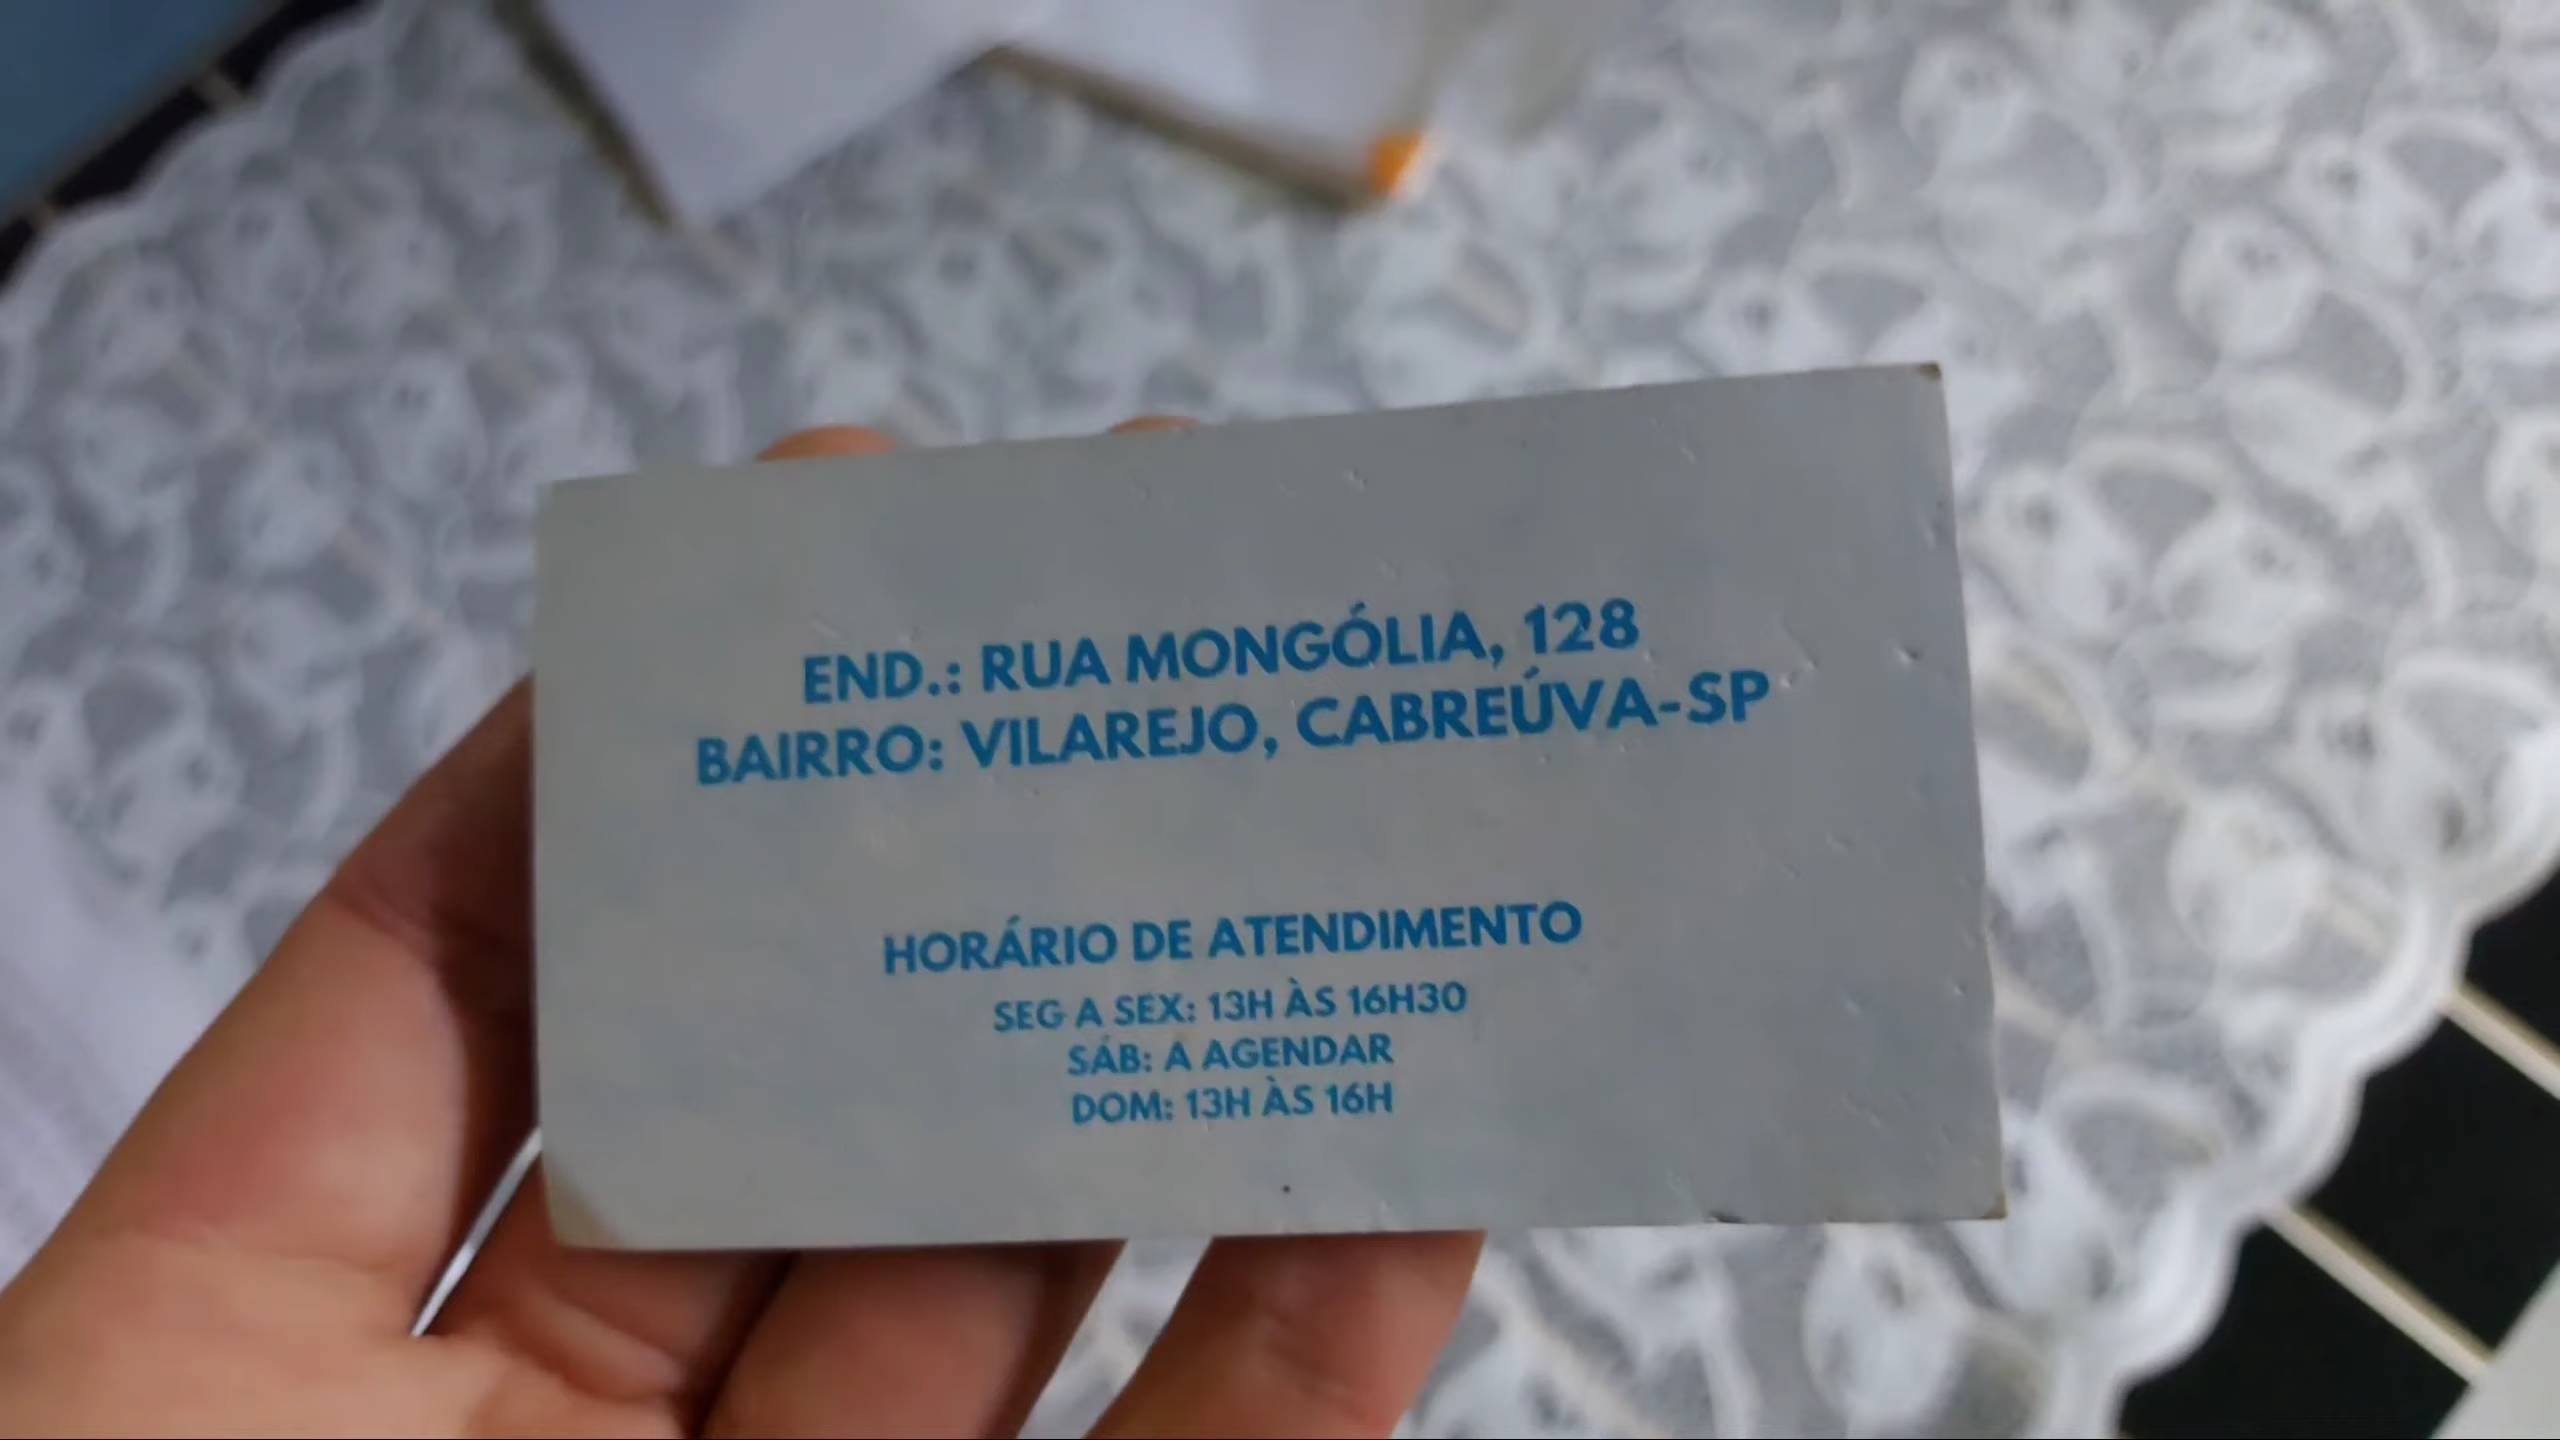 END.: RUA MONGÓLIA, 128
BAIRRO: VILAREJO, CABREÚVA-SP
HORÁRIO DE ATENDIMENTO
SEG A SEX: 13H ÀS 16H30
SÁB: A AGENDAR
DOM: 13H ÀS 16H